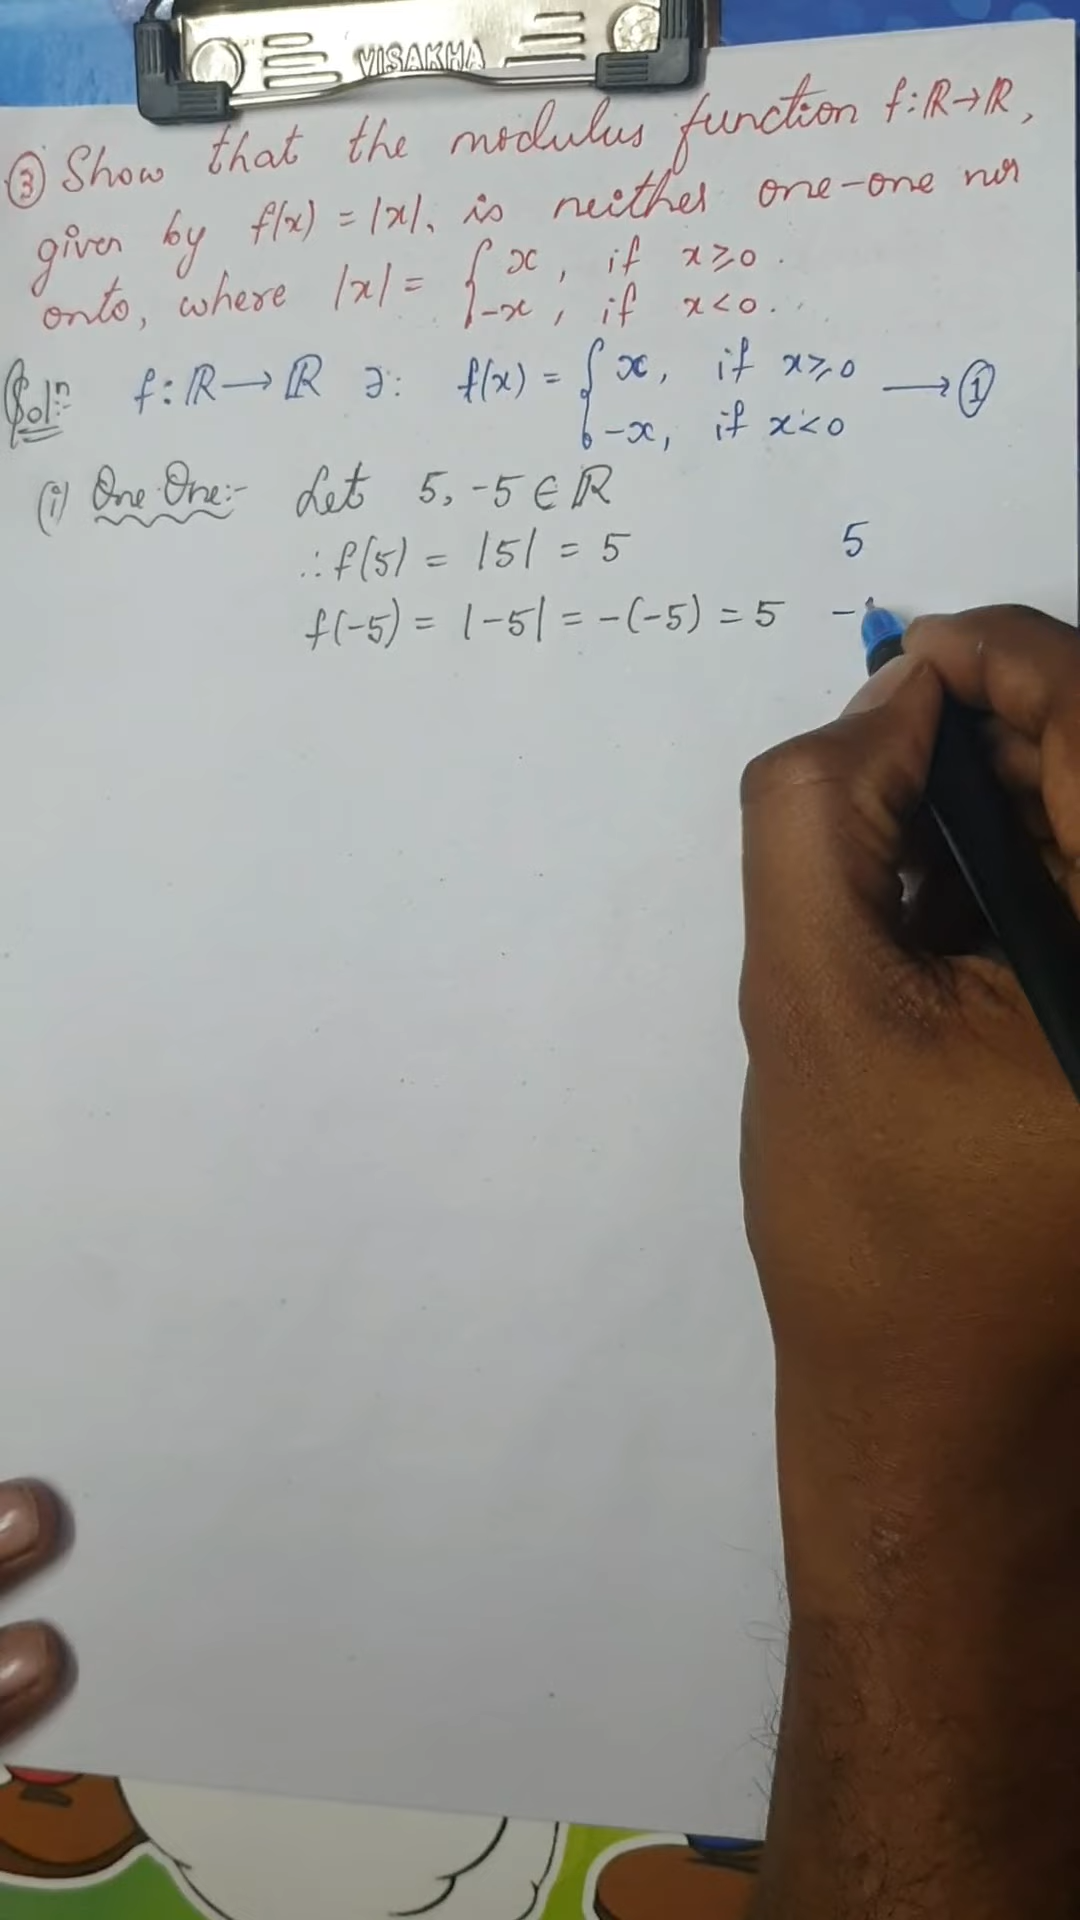 VISAKHA
③ Show that the modulus function f:ℝ→ℝ,
given by f(x) = |x|, is neither one-one nor
onto, where |x| = { x, if x≥0.
-x, if x<0.
Solⁿ:- f:ℝ→ℝ ∋: f(x) = { x, if x≥0 → ①
-x, if x<0
(i) One-One:- Let 5, -5 ∈ ℝ
∴ f(5) = |5| = 5 5
f(-5) = |-5| = -(-5) = 5 -